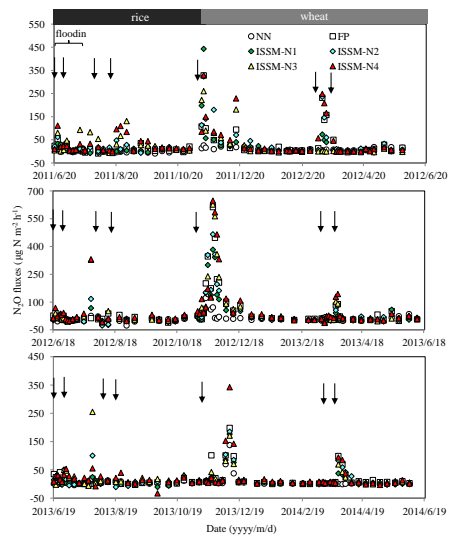 rice wheat
550 floodin NN FP
450 ISSM-N1 ISSM-N2
350 ISSM-N3 ISSM-N4
250
150
50
-50
2011/6/20 2011/8/20 2011/10/20 2011/12/20 2012/2/20 2012/4/20 2012/6/20
N₂O fluxes (μg N m⁻² h⁻¹)
700
550
400
250
100
-50
2012/6/18 2012/8/18 2012/10/18 2012/12/18 2013/2/18 2013/4/18 2013/6/18
450
350
250
150
50
-50
2013/6/19 2013/8/19 2013/10/19 2013/12/19 2014/2/19 2014/4/19 2014/6/19
Date (yyyy/m/d)